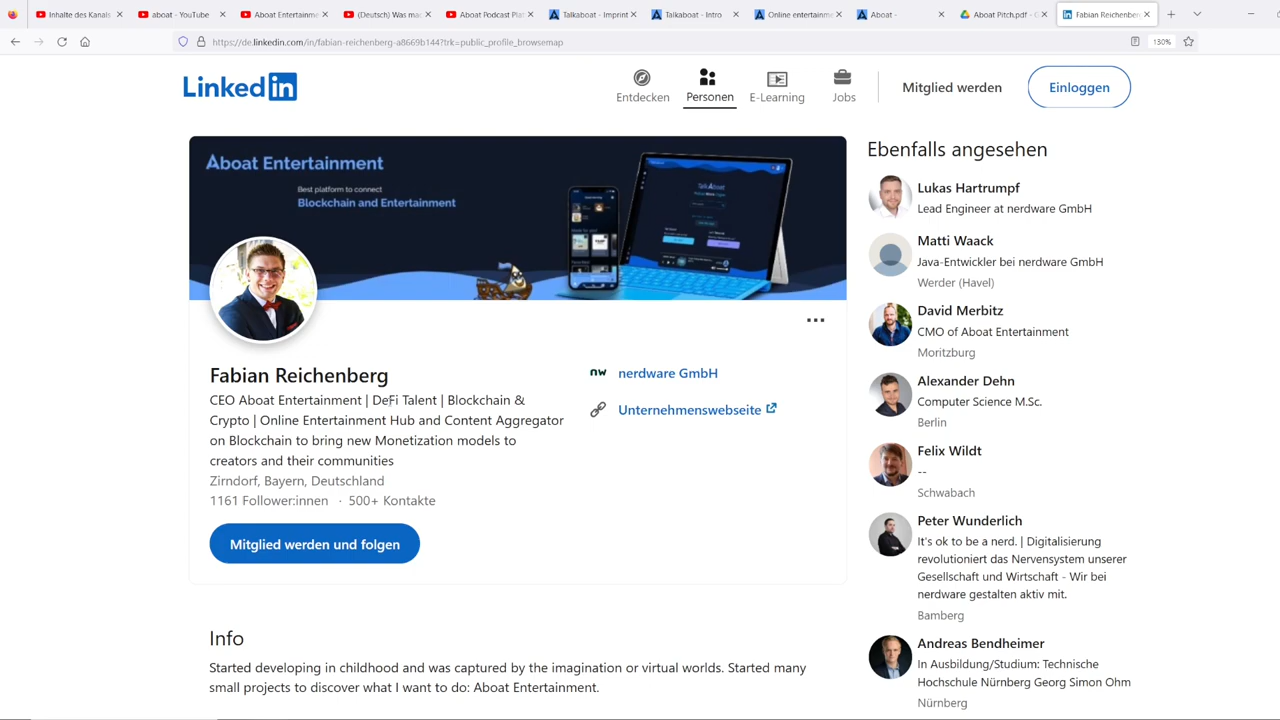 Inhalte des Kanals
:aboat - YouTube
Aboat Entertainme
(Deutsch) Was ma
Aboat Podcast Pla
Talkaboat - Imprint
Talkaboat - Intro
Online entertainme
Aboat -
Aboat Pitch.pdf -
Fabian Reichenber
https://de.linkedin.com/in/fabian-reichenberg-a8669b144?trk=public_profile_browsemap
130%
Linkedin
Entdecken
Personen
E-Learning
Jobs
Mitglied werden
Einloggen
Aboat Entertainment
Best platform to connect
Blockchain and Entertainment
Fabian Reichenberg
CEO Aboat Entertainment | DeFi Talent | Blockchain &
Crypto | Online Entertainment Hub and Content Aggregator
on Blockchain to bring new Monetization models to
creators and their communities
Zirndorf, Bayern, Deutschland
1161 Follower:innen · 500+ Kontakte
Mitglied werden und folgen
nw nerdware GmbH
Unternehmenswebseite
Info
Started developing in childhood and was captured by the imagination or virtual worlds. Started many
small projects to discover what I want to do: Aboat Entertainment.
Ebenfalls angesehen
Lukas Hartrumpf
Lead Engineer at nerdware GmbH
Matti Waack
Java-Entwickler bei nerdware GmbH
Werder (Havel)
David Merbitz
CMO of Aboat Entertainment
Moritzburg
Alexander Dehn
Computer Science M.Sc.
Berlin
Felix Wildt
--
Schwabach
Peter Wunderlich
It's ok to be a nerd. | Digitalisierung
revolutioniert das Nervensystem unserer
Gesellschaft und Wirtschaft - Wir bei
nerdware gestalten aktiv mit.
Bamberg
Andreas Bendheimer
In Ausbildung/Studium: Technische
Hochschule Nürnberg Georg Simon Ohm
Nürnberg